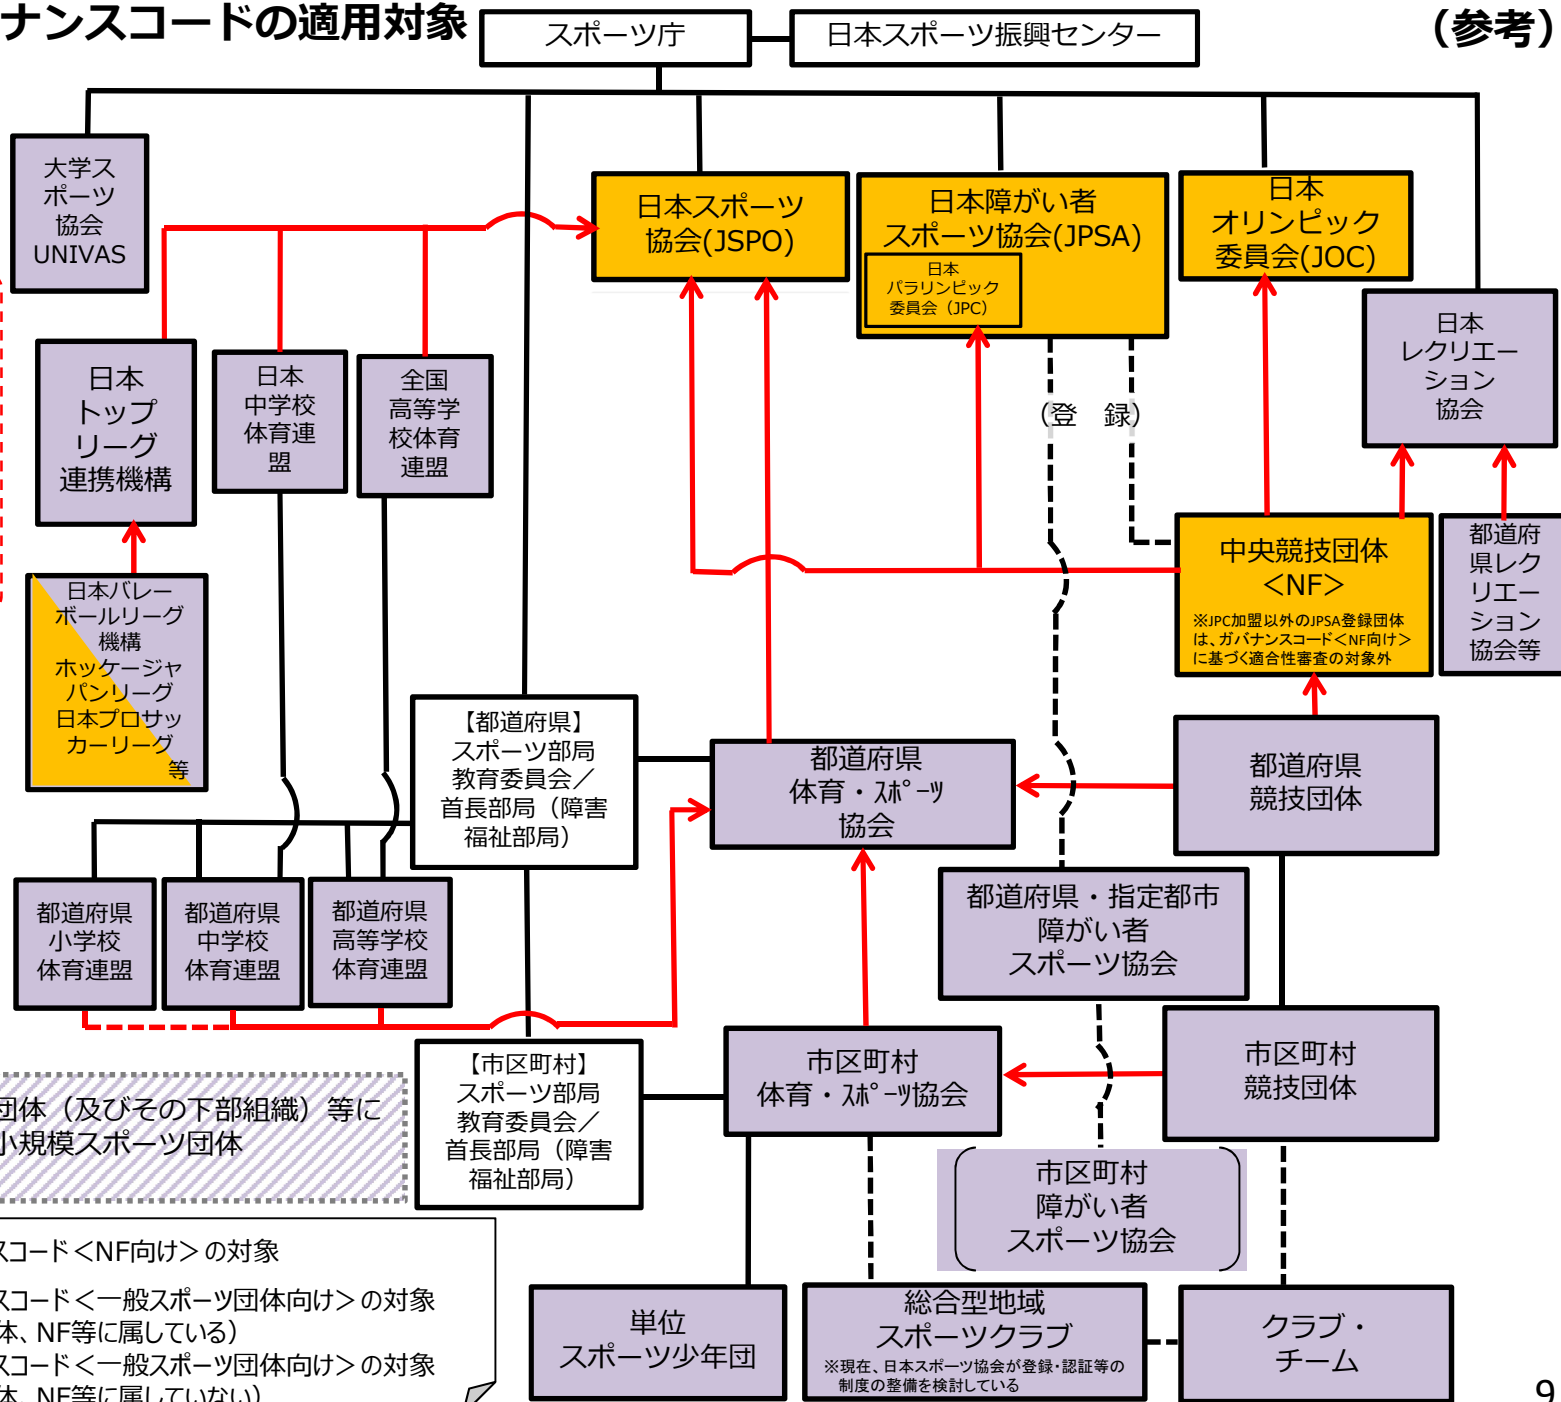 ナンスコードの適用対象
(参考)
スポーツ庁
日本スポーツ振興センター
大学ス
ポーツ
協会
UNIVAS
日本スポーツ
協会(JSPO)
日本障がい者
スポーツ協会(JPSA)
日本
パラリンピック
委員会（JPC）
日本
オリンピック
委員会(JOC)
日本
レクリエー
ション
協会
日本
トップ
リーグ
連携機構
日本
中学校
体育連
盟
全国
高等学
校体育
連盟
（登　録）
中央競技団体
＜NF＞
※JPC加盟以外のJPSA登録団体
は、ガバナンスコード＜NF向け＞
に基づく適合性審査の対象外
都道府
県レク
リエー
ション
協会等
日本バレー
ボールリーグ
機構
ホッケージャ
パンリーグ
日本プロサッ
カーリーグ
等
【都道府県】
スポーツ部局
教育委員会／
首長部局（障害
福祉部局）
都道府県
体育・ｽﾎﾟｰﾂ
協会
都道府県
競技団体
都道府県
小学校
体育連盟
都道府県
中学校
体育連盟
都道府県
高等学校
体育連盟
都道府県・指定都市
障がい者
スポーツ協会
【市区町村】
スポーツ部局
教育委員会／
首長部局（障害
福祉部局）
市区町村
体育・ｽﾎﾟｰﾂ協会
市区町村
競技団体
団体（及びその下部組織）等に
小規模スポーツ団体
市区町村
障がい者
スポーツ協会
スコード＜NF向け＞の対象
スコード＜一般スポーツ団体向け＞の対象
体、NF等に属している）
スコード＜一般スポーツ団体向け＞の対象
体、NF等に属していない）
単位
スポーツ少年団
総合型地域
スポーツクラブ
※現在、日本スポーツ協会が登録・認証等の
制度の整備を検討している
クラブ・
チーム
9